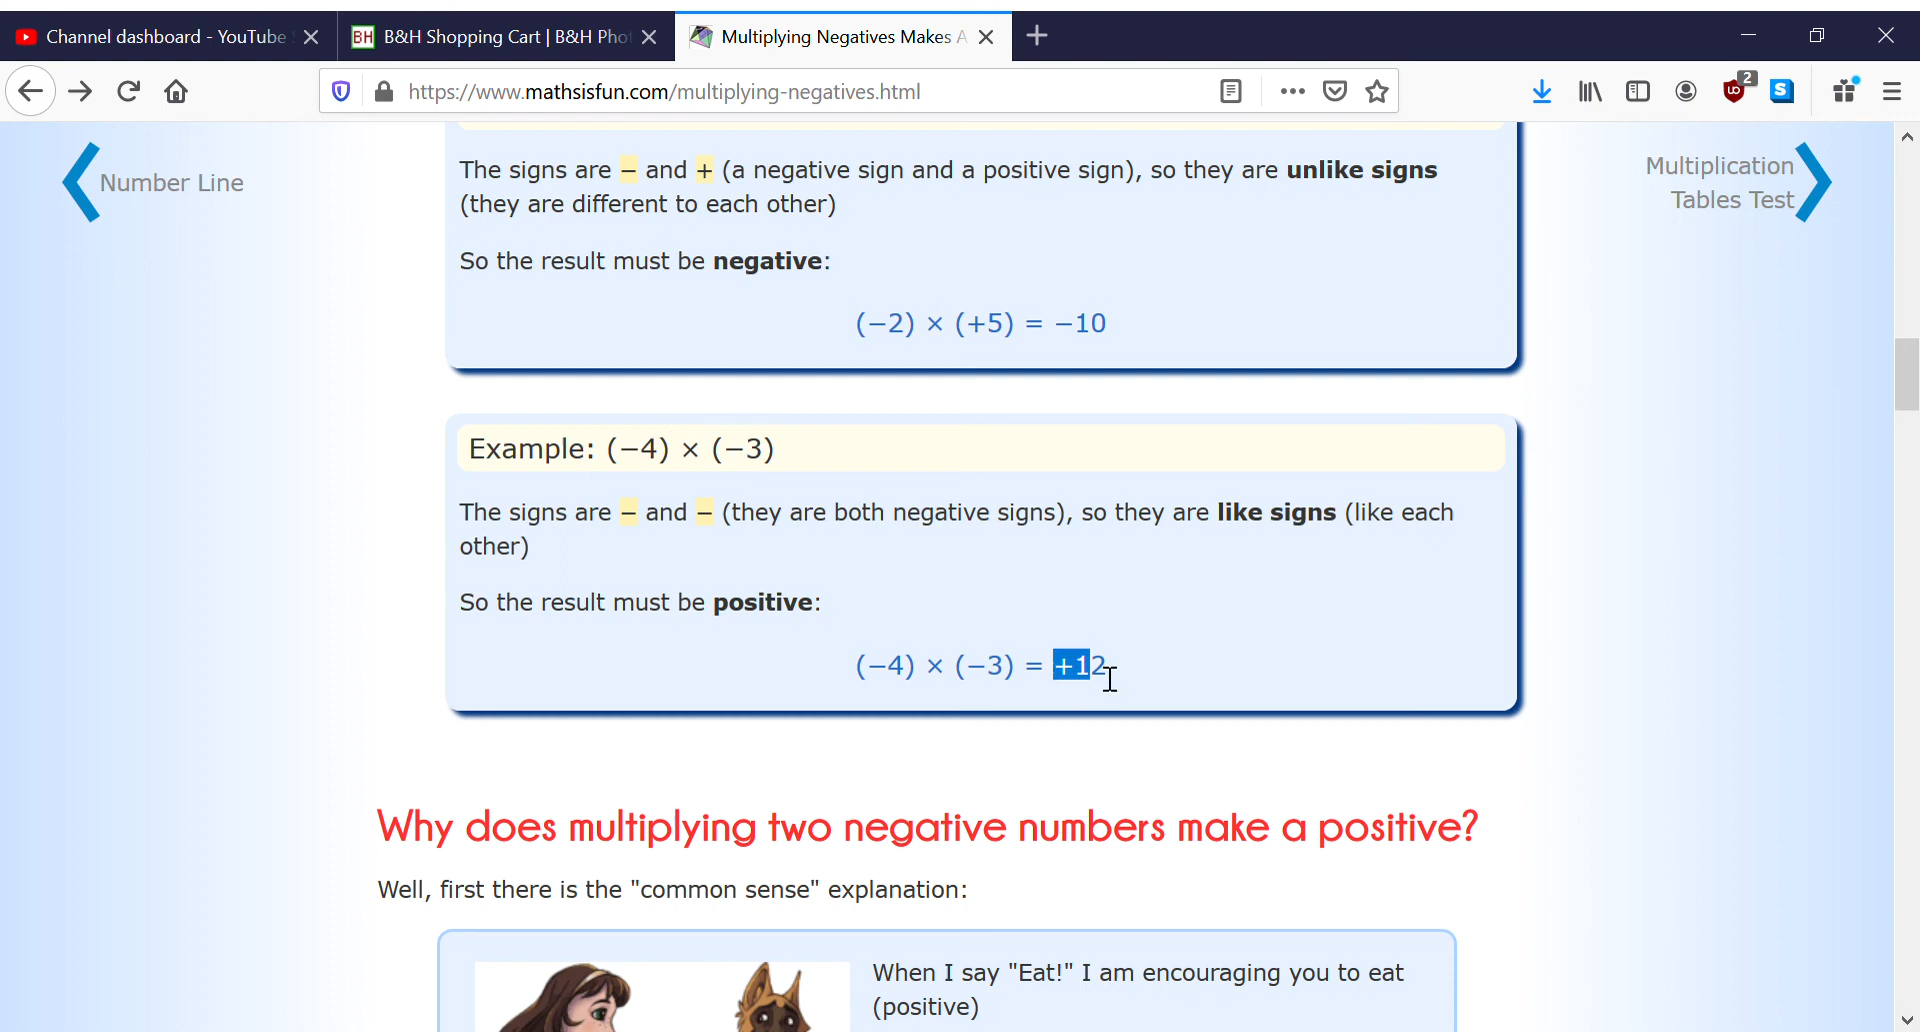 Channel dashboard - YouTube
BH B&H Shopping Cart | B&H Pho
Multiplying Negatives Makes A
https://www.mathsisfun.com/multiplying-negatives.html
2
S
Number Line
Multiplication
Tables Test
The signs are − and + (a negative sign and a positive sign), so they are unlike signs
(they are different to each other)
So the result must be negative:
(−2) × (+5) = −10
Example: (−4) × (−3)
The signs are − and − (they are both negative signs), so they are like signs (like each
other)
So the result must be positive:
(−4) × (−3) = +12
Why does multiplying two negative numbers make a positive?
Well, first there is the "common sense" explanation:
When I say "Eat!" I am encouraging you to eat
(positive)